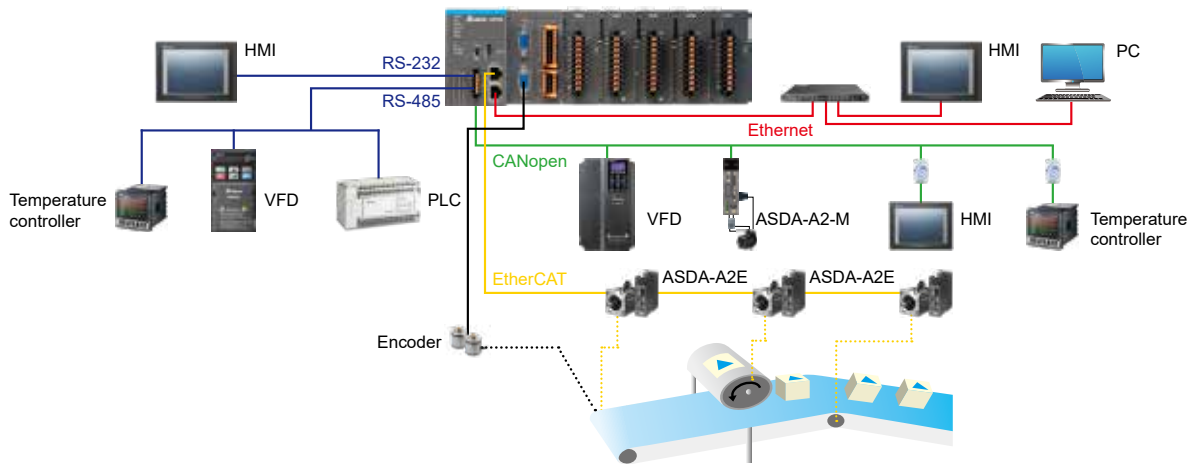 HMI
RS-232
RS-485
HMI
PC
Ethernet
CANopen
Temperature
controller
VFD
PLC
VFD
ASDA-A2-M
HMI
Temperature
controller
EtherCAT
ASDA-A2E
ASDA-A2E
Encoder